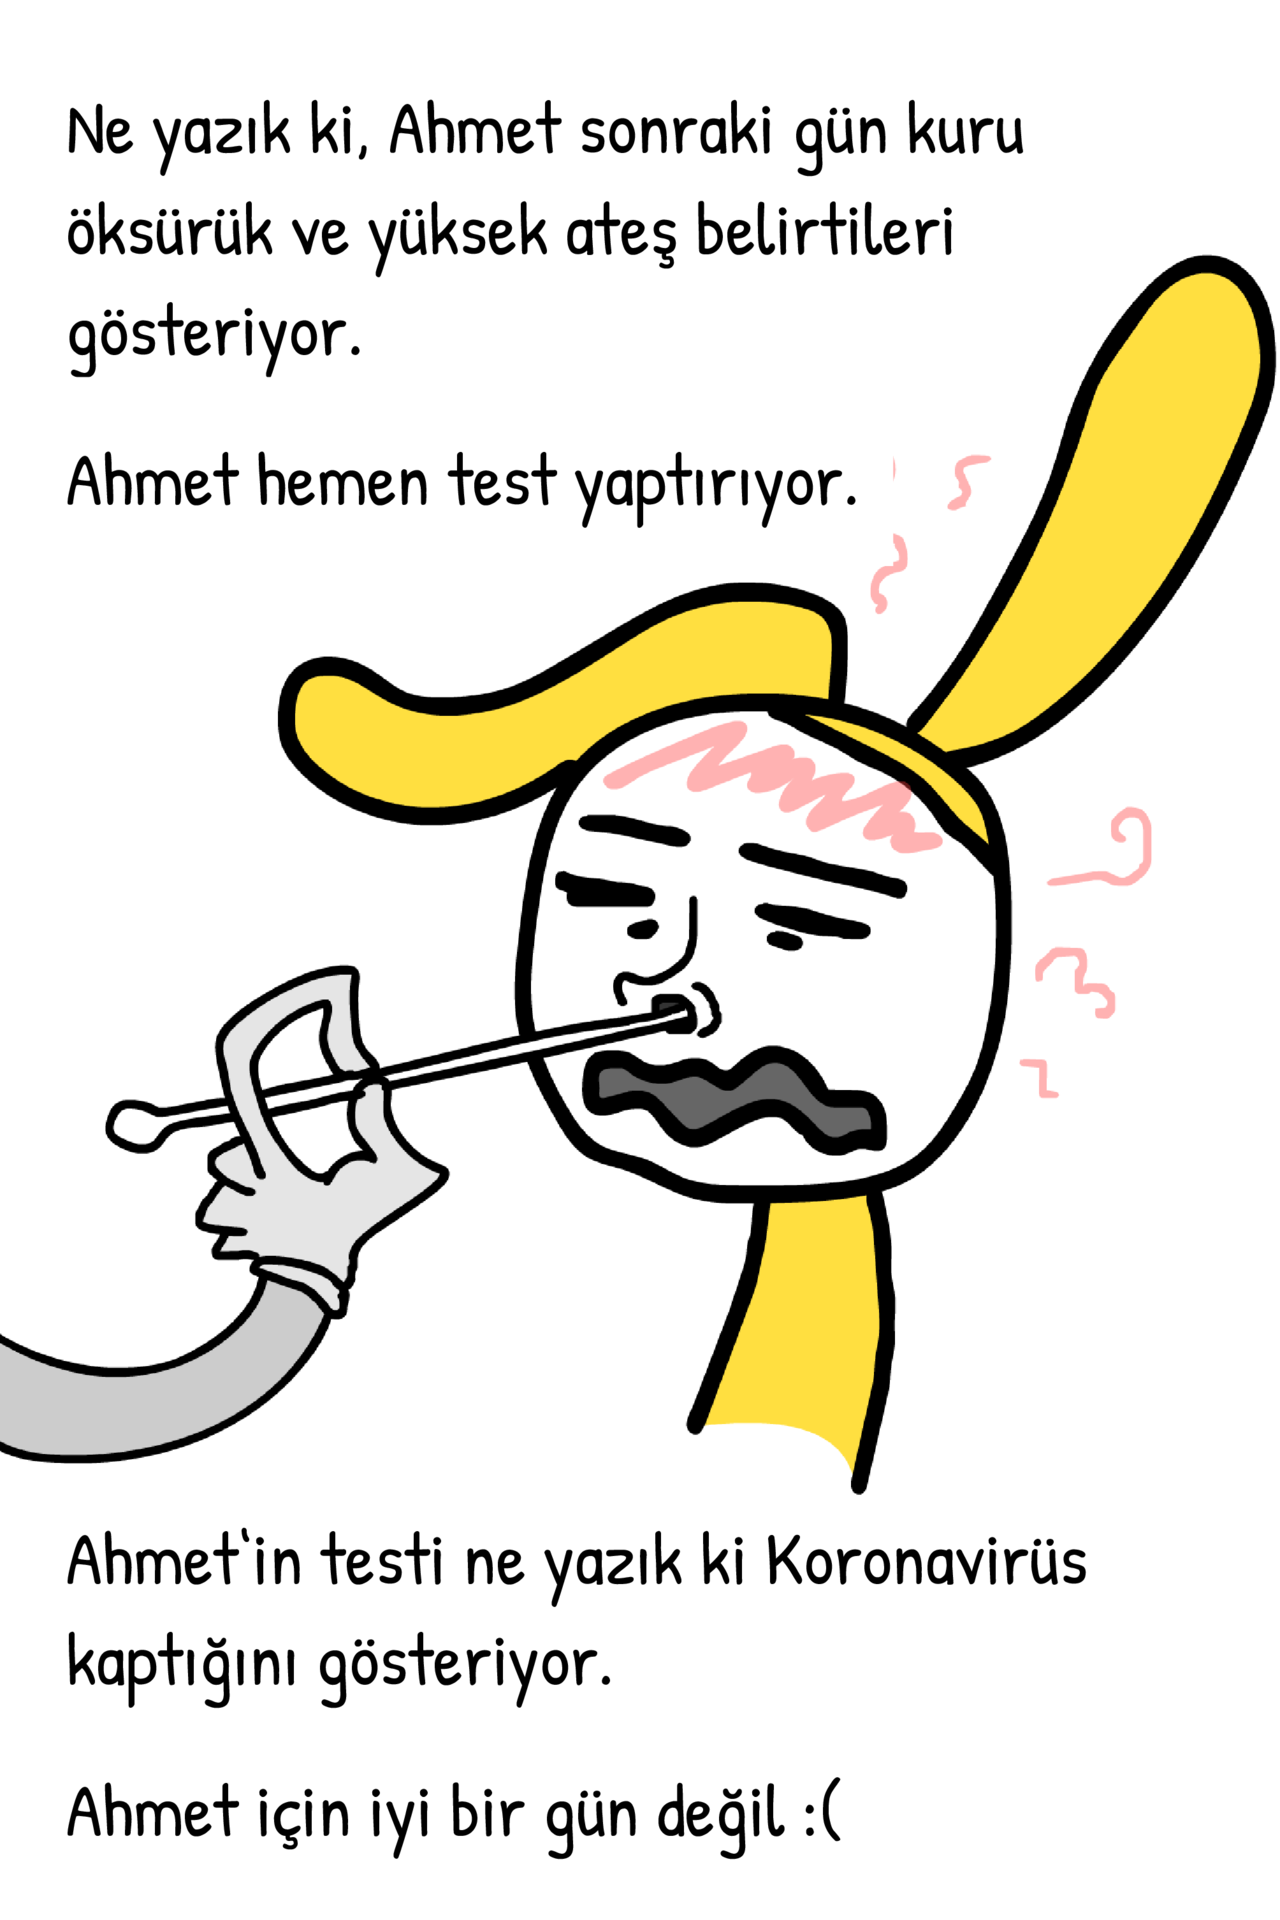 Ne yazık ki, Ahmet sonraki gün kuru
öksürük ve yüksek ateş belirtileri
gösteriyor.
Ahmet hemen test yaptırıyor.
Ahmet'in testi ne yazık ki Koronavirüs
kaptığını gösteriyor.
Ahmet için iyi bir gün değil :(